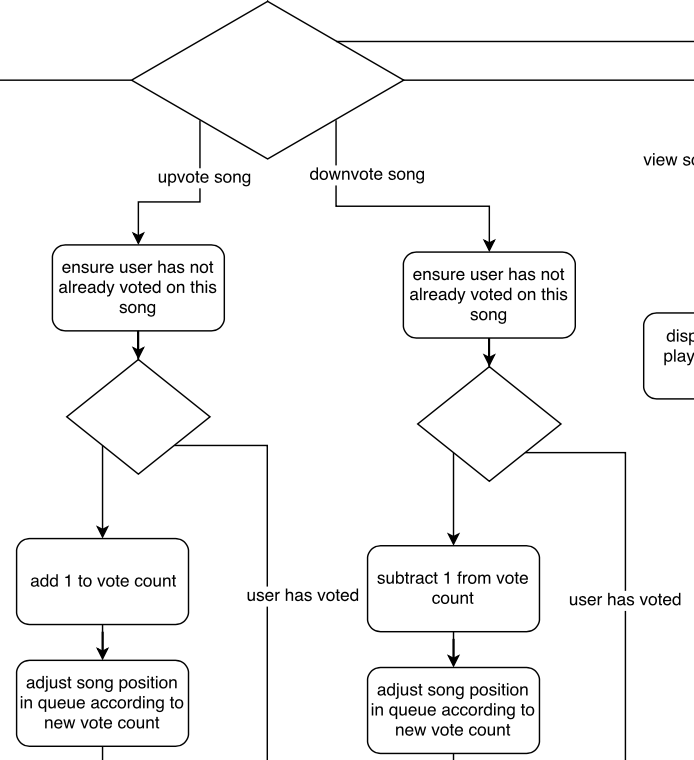 upvote song
downvote song
view
ensure user has not
already voted on this
song
ensure user has not
already voted on this
song
add 1 to vote count
user has voted
subtract 1 from vote
count
user has voted
adjust song position
in queue according to
new vote count
adjust song position
in queue according to
new vote count